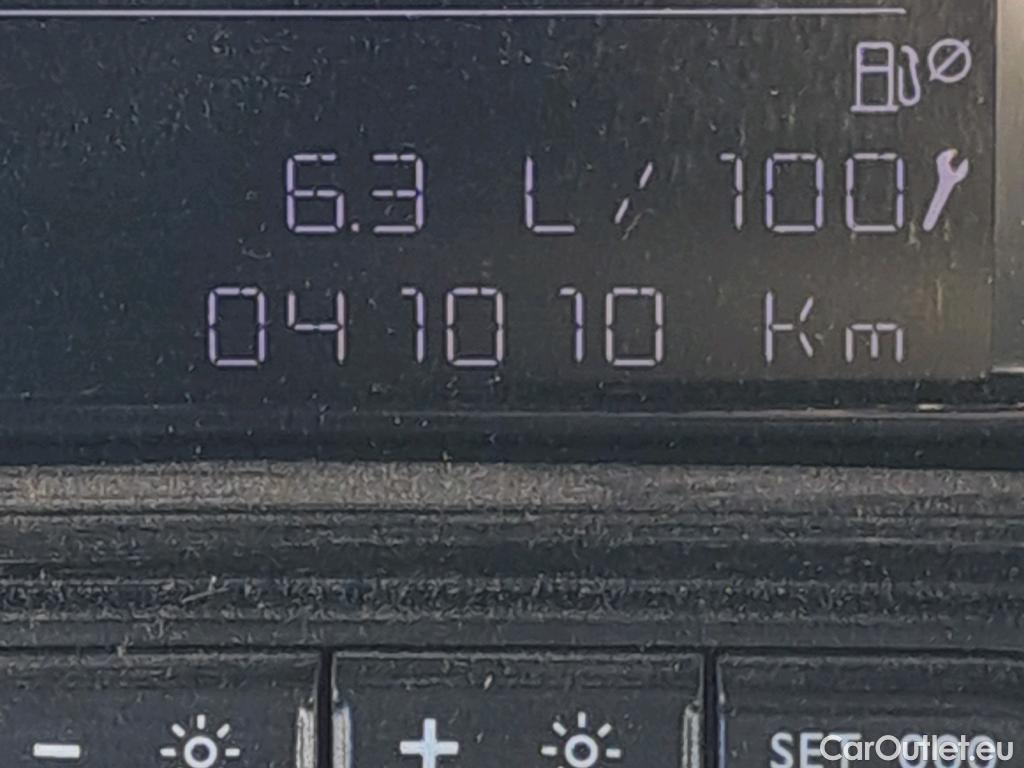 6.3 L / 100
041010 Km
- +
SET
CarOutlet.eu